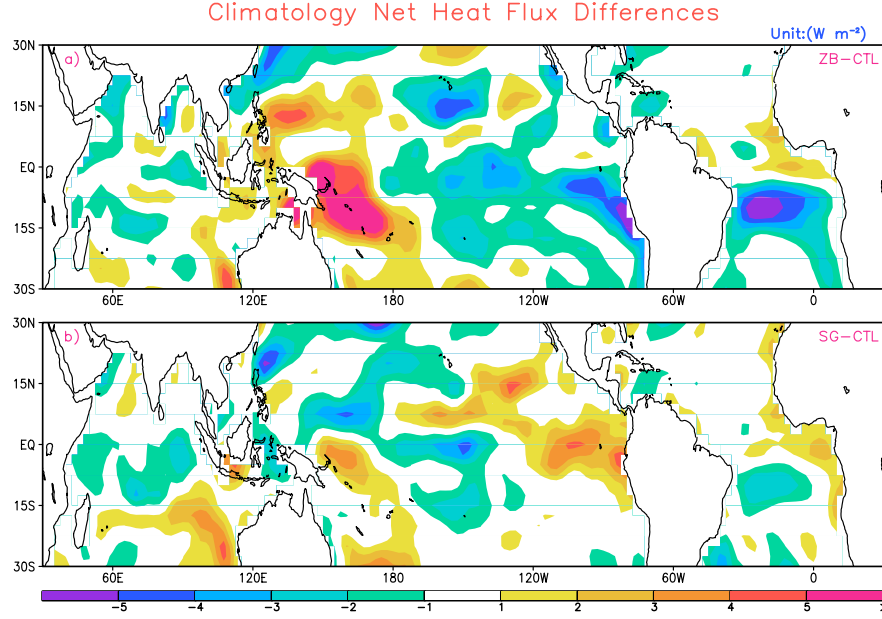 Climatology Net Heat Flux Differences
Unit:(W m⁻²)
30N
a)
ZB-CTL
15N
EQ
15S
30S
60E 120E 180 120W 60W 0
30N
b)
SG-CTL
15N
EQ
15S
30S
60E 120E 180 120W 60W 0
-5 -4 -3 -2 -1 1 2 3 4 5